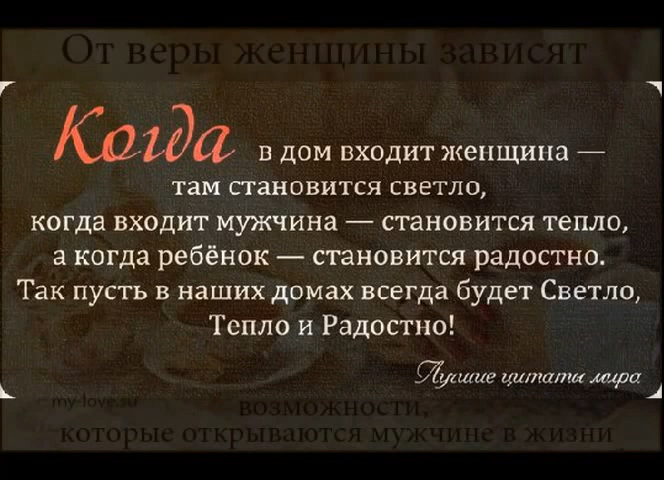 От веры женщины зависят
Когда в дом входит женщина —
там становится светло,
когда входит мужчина — становится тепло,
а когда ребёнок — становится радостно.
Так пусть в наших домах всегда будет Светло,
Тепло и Радостно!
Лучшие цитаты мира
my-love.su
возможности,
которые открываются мужчине в жизни